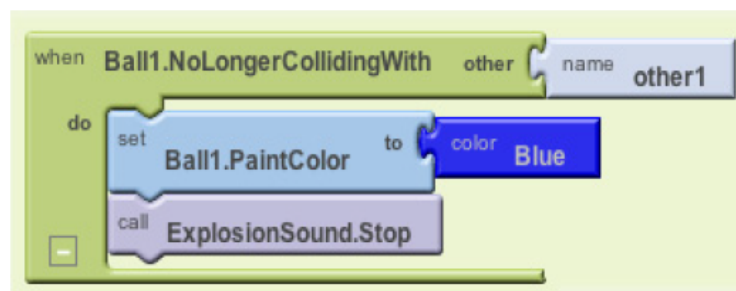 when Ball1.NoLongerCollidingWith other name other1
do
set Ball1.PaintColor to color Blue
call ExplosionSound.Stop